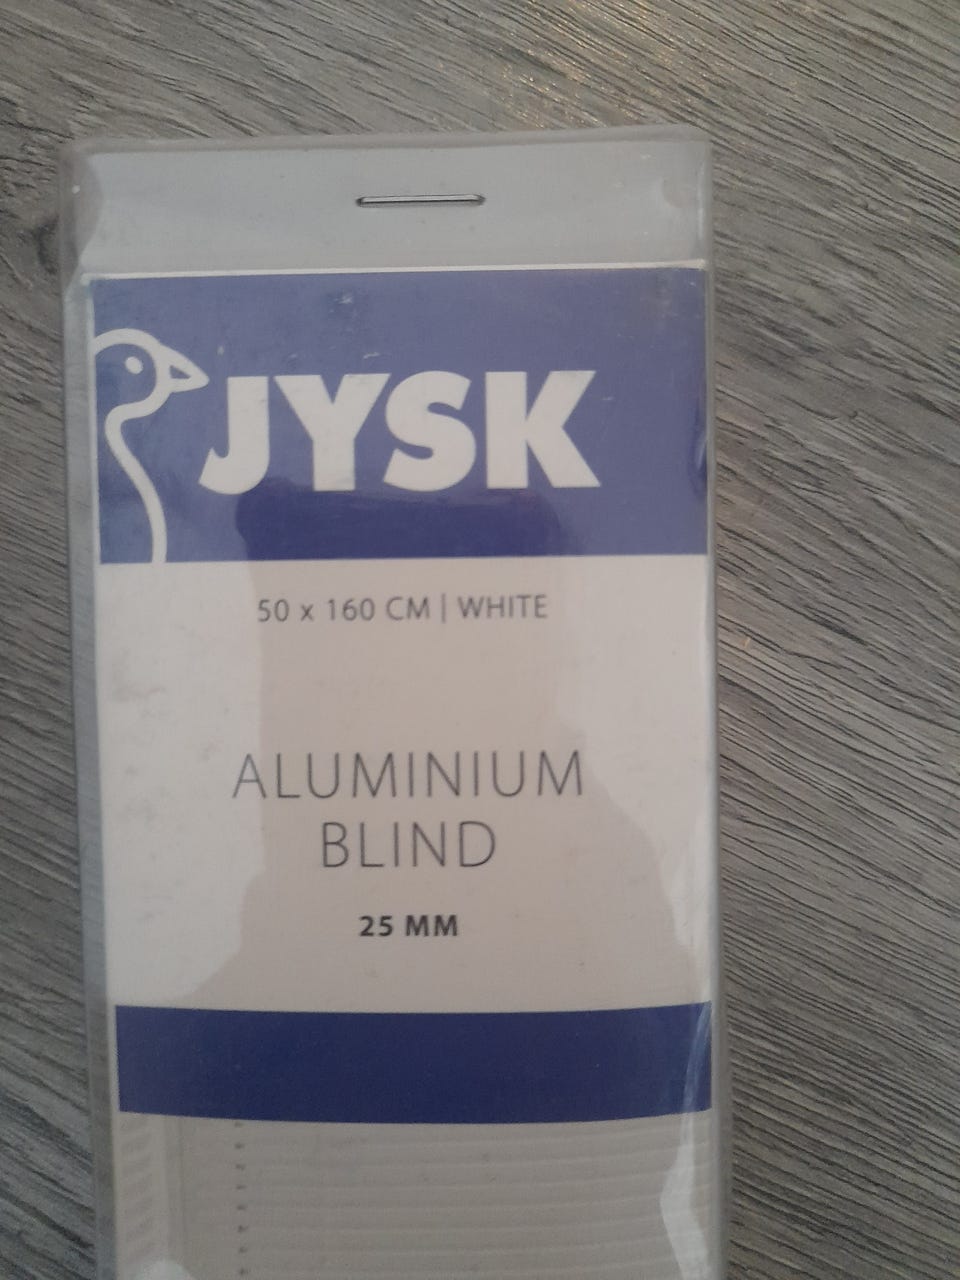 JYSK
50 x 160 CM | WHITE
ALUMINIUM
BLIND
25 MM